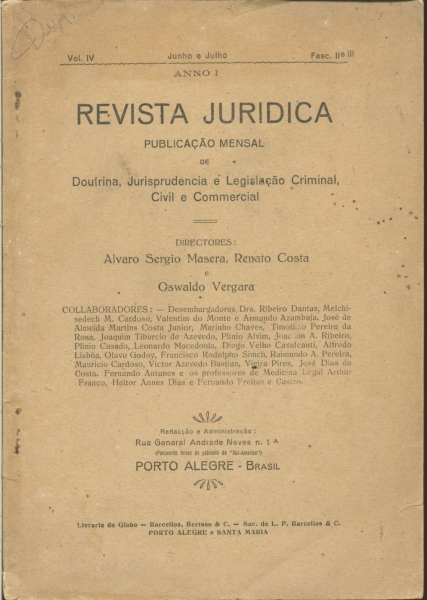 Dup.
Vol. IV Junho e Julho Fasc. II e III
ANNO I
REVISTA JURIDICA
PUBLICAÇÃO MENSAL
DE
Doutrina, Jurisprudencia e Legislação Criminal,
Civil e Commercial
DIRECTORES:
Alvaro Sergio Masera, Renato Costa
e
Oswaldo Vergara
COLLABORADORES: — Desembargadores Drs. Ribeiro Dantas, Melchi-
sedech M. Cardoso, Valentim do Monte e Armando Azambuja, José de
Almeida Martins Costa Junior, Marinho Chaves, Timotheo Pereira da
Rosa, Joaquim Tiburcio de Azevedo, Plinio Alvim, Joaquim A. Ribeiro,
Plinio Casado, Leonardo Macedonia, Diogo Velho Cavalcanti, Alfredo
Lisbôa, Olavo Godoy, Francisco Rodolpho Simch, Raimundo A. Pereira,
Mauricio Cardoso, Victor Azevedo Bastian, Vieira Pires, José Dias da
Costa, Fernando Antunes e os professores de Medicina Legal Arthur
Franco, Heitor Annes Dias e Fernando Freitas e Castro.
Redacção e Administração:
Rua General Andrade Neves n. 1 A
PORTO ALEGRE - BRASIL
Livraria do Globo — Barcellos, Bertaso & C. — Suc. de L. P. Barcellos & C.
PORTO ALEGRE e SANTA MARIA